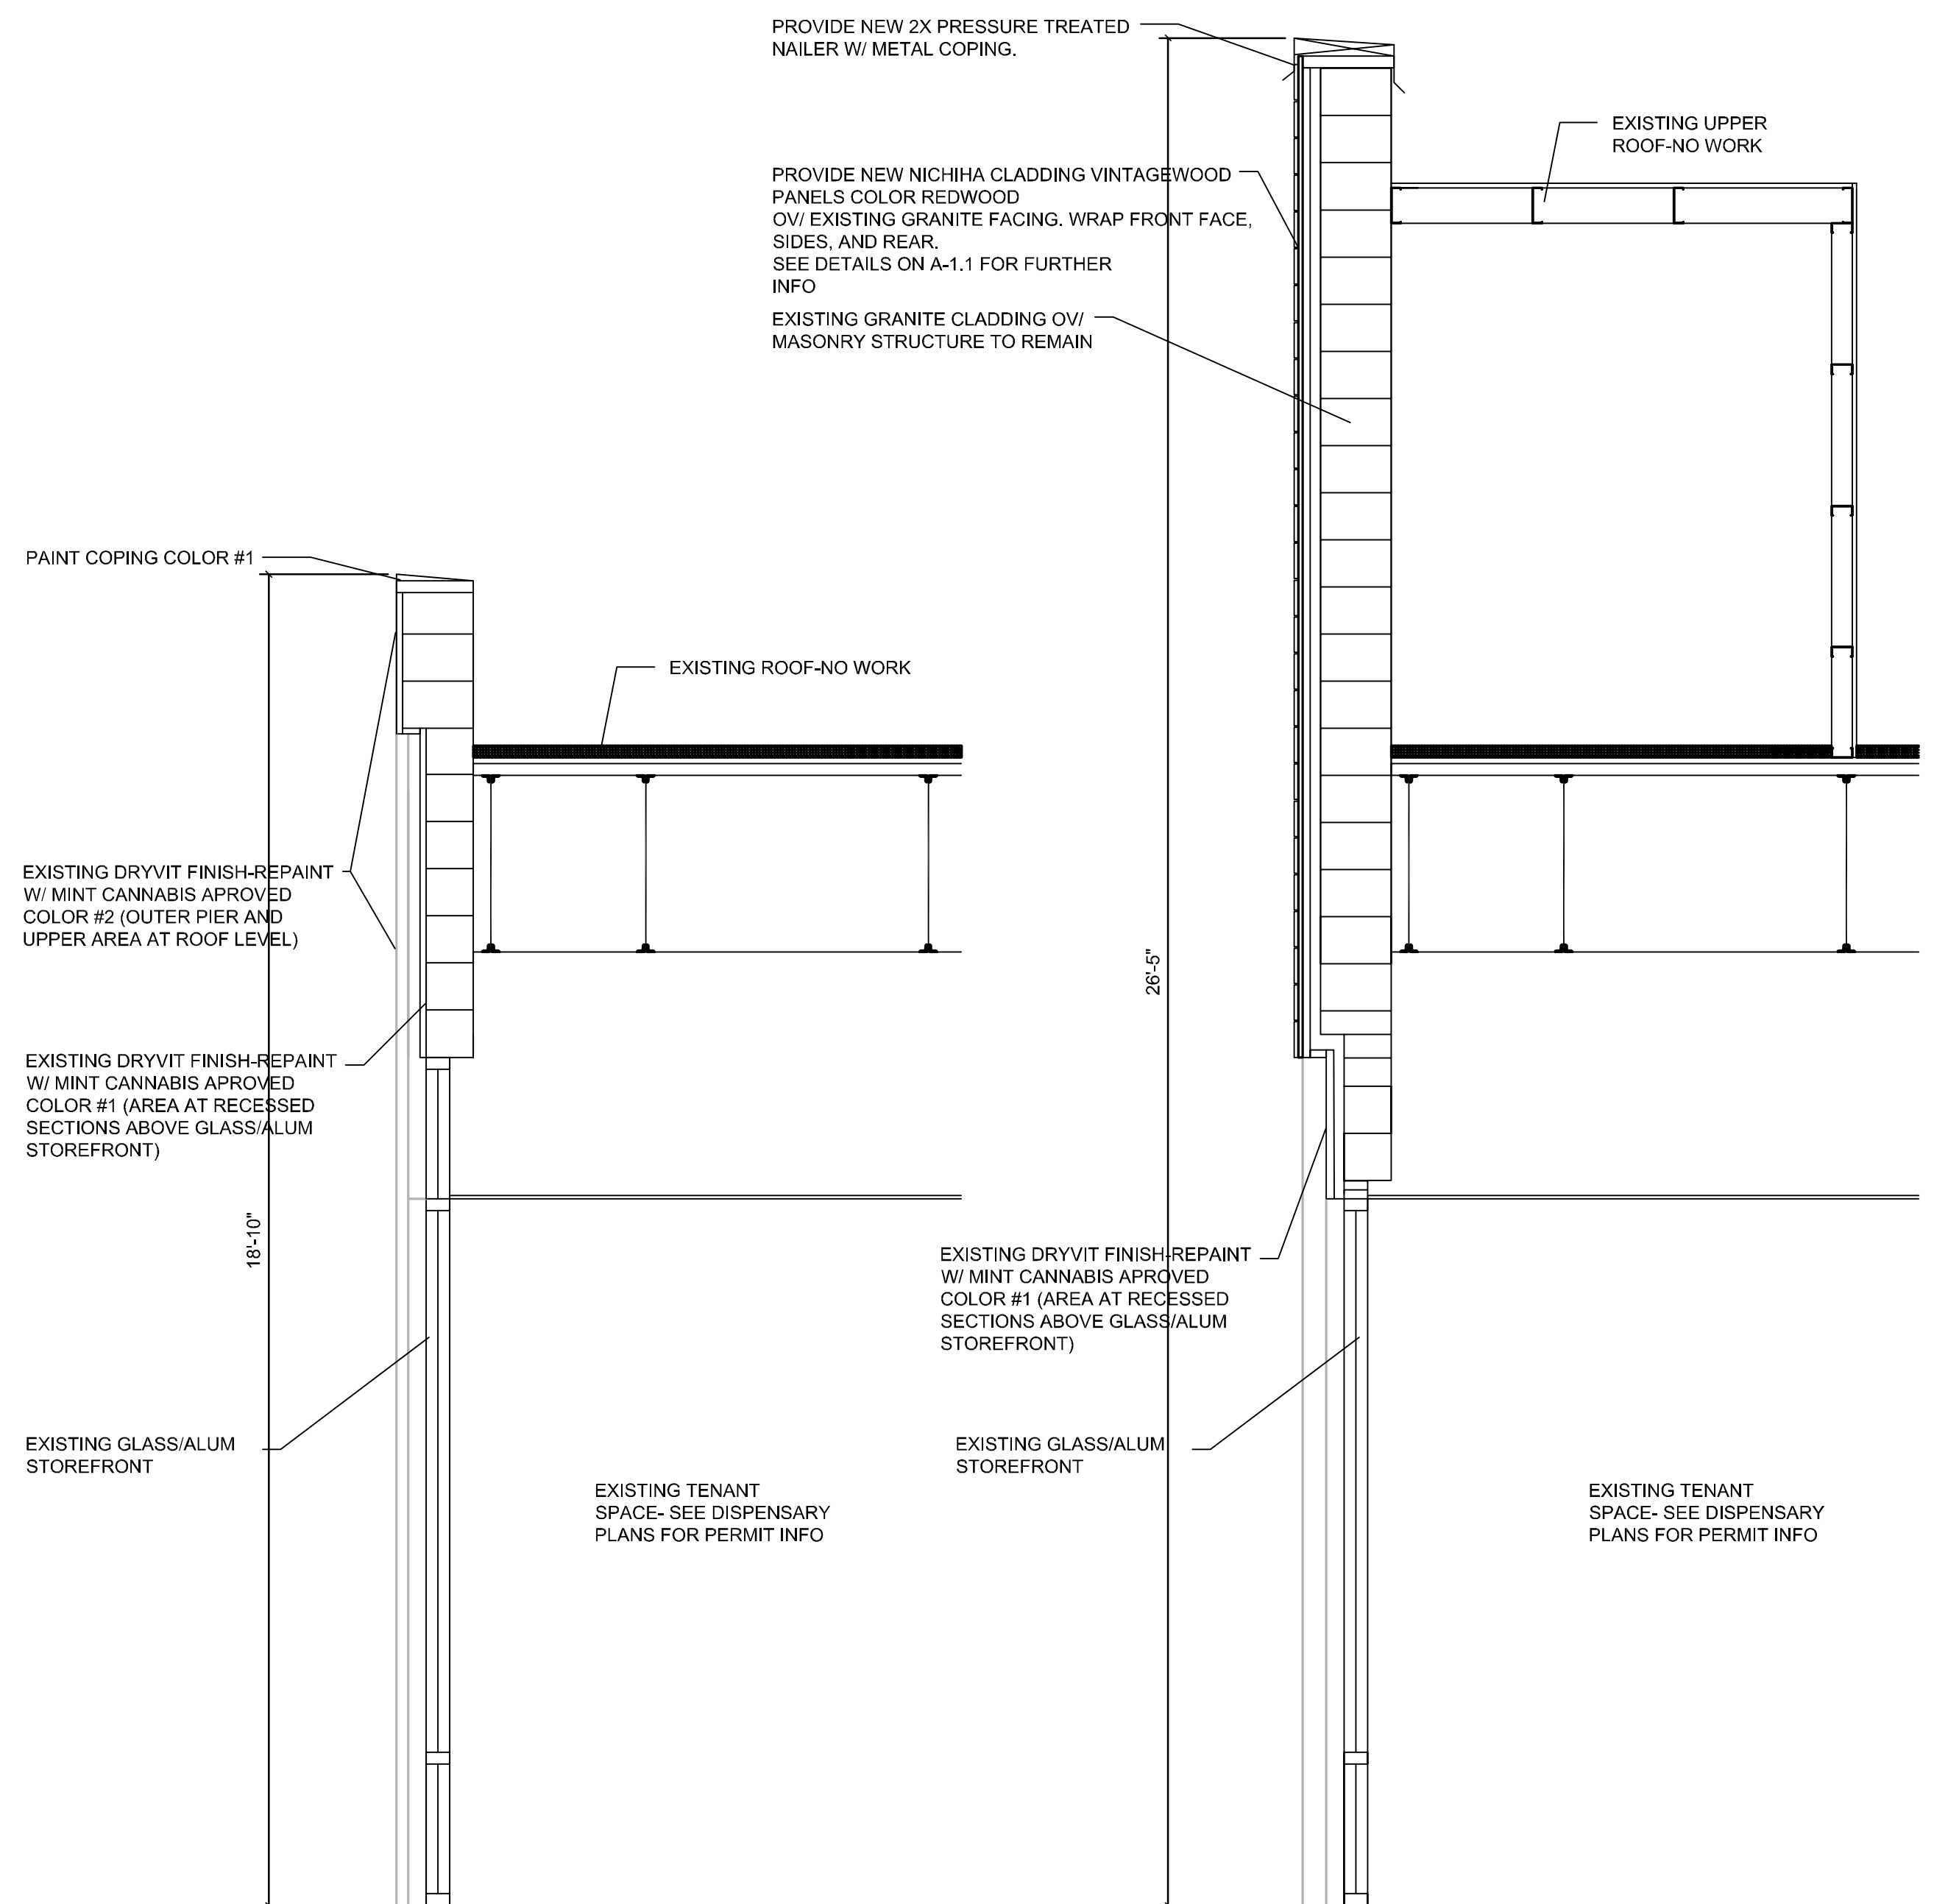 PROVIDE NEW 2X PRESSURE TREATED
NAILER W/ METAL COPING.
EXISTING UPPER
ROOF-NO WORK
PROVIDE NEW NICHIHA CLADDING VINTAGEWOOD
PANELS COLOR REDWOOD
OV/ EXISTING GRANITE FACING. WRAP FRONT FACE,
SIDES, AND REAR.
SEE DETAILS ON A-1.1 FOR FURTHER
INFO
EXISTING GRANITE CLADDING OV/
MASONRY STRUCTURE TO REMAIN
PAINT COPING COLOR #1
EXISTING ROOF-NO WORK
EXISTING DRYVIT FINISH-REPAINT
W/ MINT CANNABIS APROVED
COLOR #2 (OUTER PIER AND
UPPER AREA AT ROOF LEVEL)
26'-5"
EXISTING DRYVIT FINISH-REPAINT
W/ MINT CANNABIS APROVED
COLOR #1 (AREA AT RECESSED
SECTIONS ABOVE GLASS/ALUM
STOREFRONT)
18'-10"
EXISTING DRYVIT FINISH-REPAINT
W/ MINT CANNABIS APROVED
COLOR #1 (AREA AT RECESSED
SECTIONS ABOVE GLASS/ALUM
STOREFRONT)
EXISTING GLASS/ALUM
STOREFRONT
EXISTING GLASS/ALUM
STOREFRONT
EXISTING TENANT
SPACE- SEE DISPENSARY
PLANS FOR PERMIT INFO
EXISTING TENANT
SPACE- SEE DISPENSARY
PLANS FOR PERMIT INFO